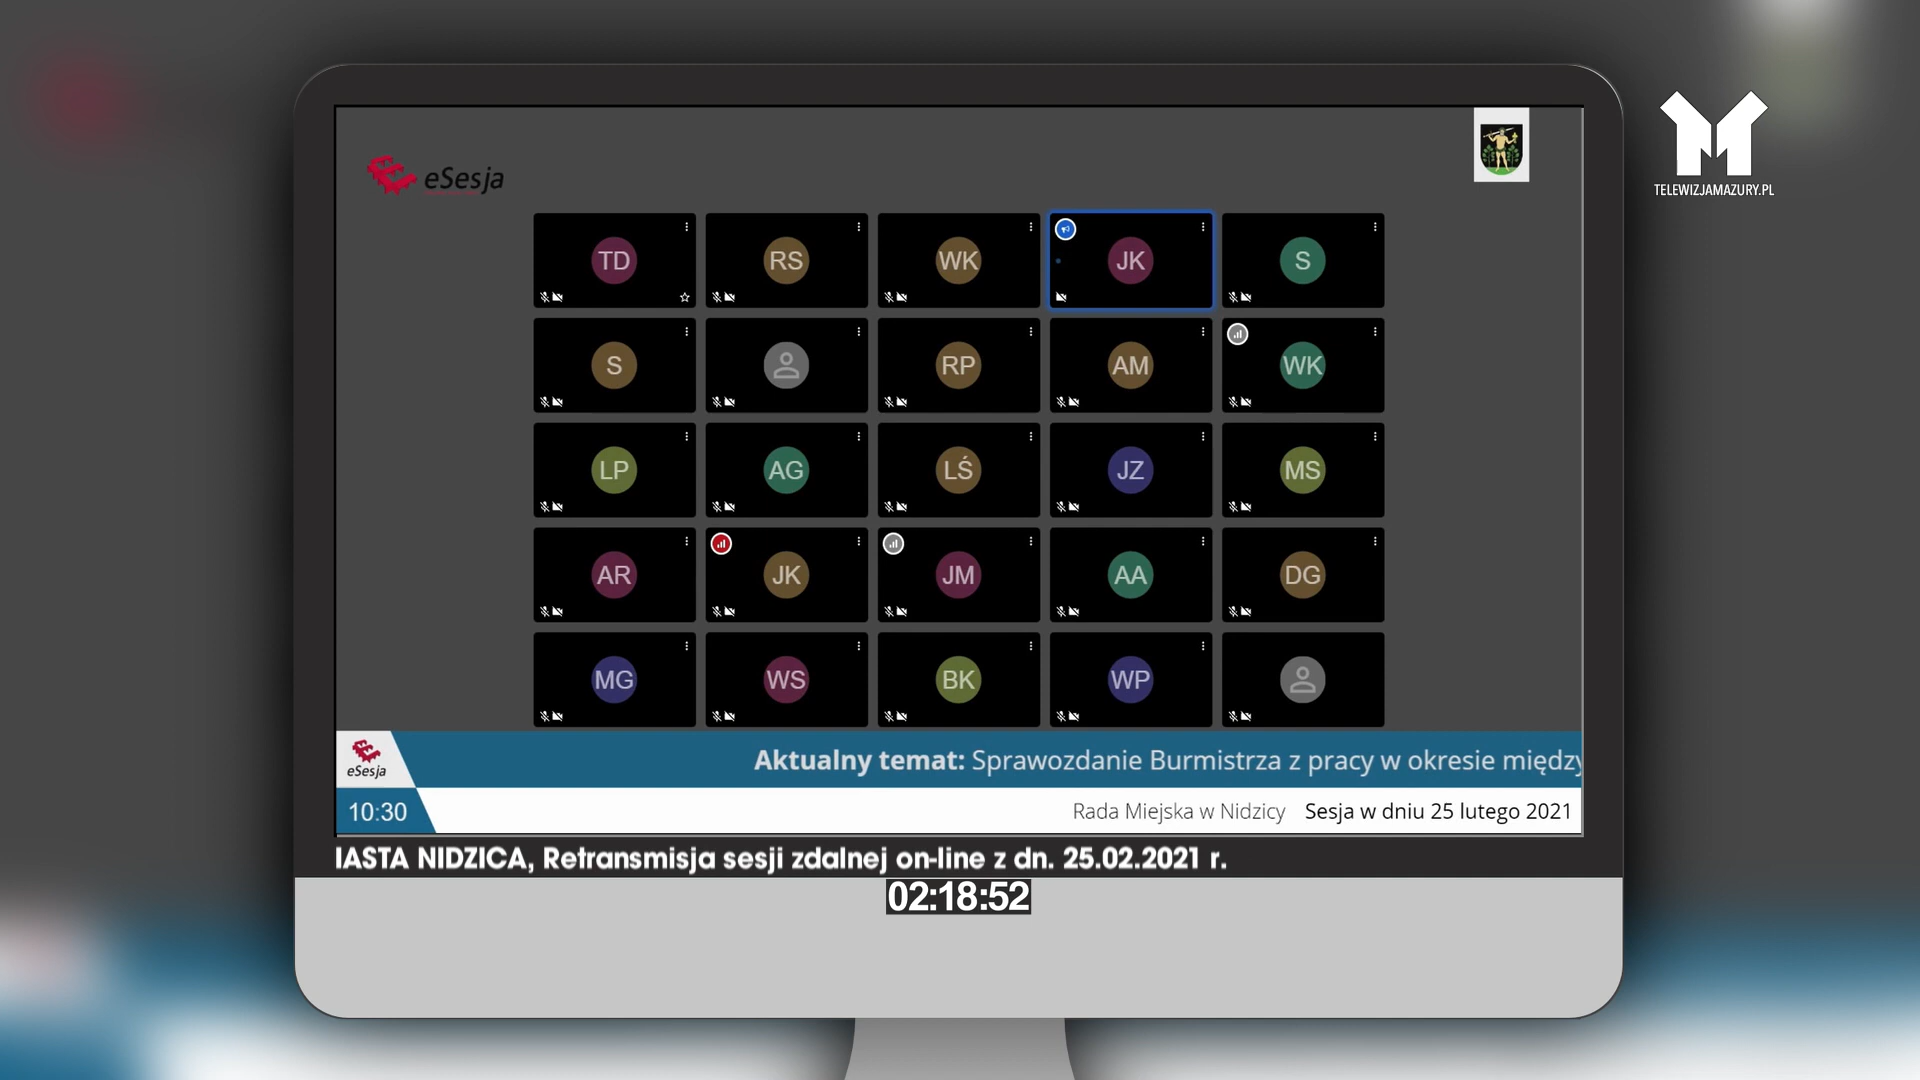 eSesja
TELEWIZJAMAZURY.PL
TD RS WK JK S
S RP AM WK
LP AG LŚ JZ MS
AR JK JM AA DG
MG WS BK WP
eSesja
Aktualny temat: Sprawozdanie Burmistrza z pracy w okresie między
10:30
Rada Miejska w Nidzicy Sesja w dniu 25 lutego 2021
IASTA NIDZICA, Retransmisja sesji zdalnej on-line z dn. 25.02.2021 r.
02:18:52